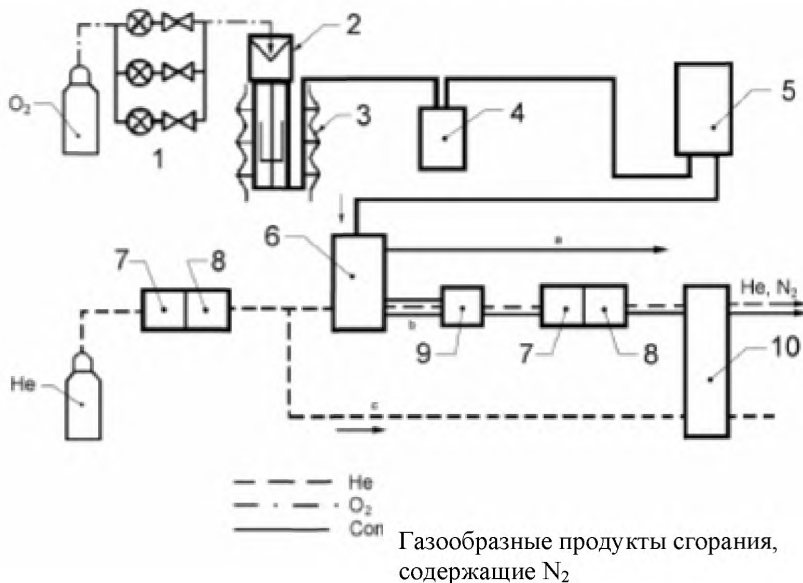 O₂
1
2
3
4
5
6
a
7 8
He, N₂
b
9
7
8
10
He
c
He
O₂
Con
Газообразные продукты сгорания,
содержащие N₂